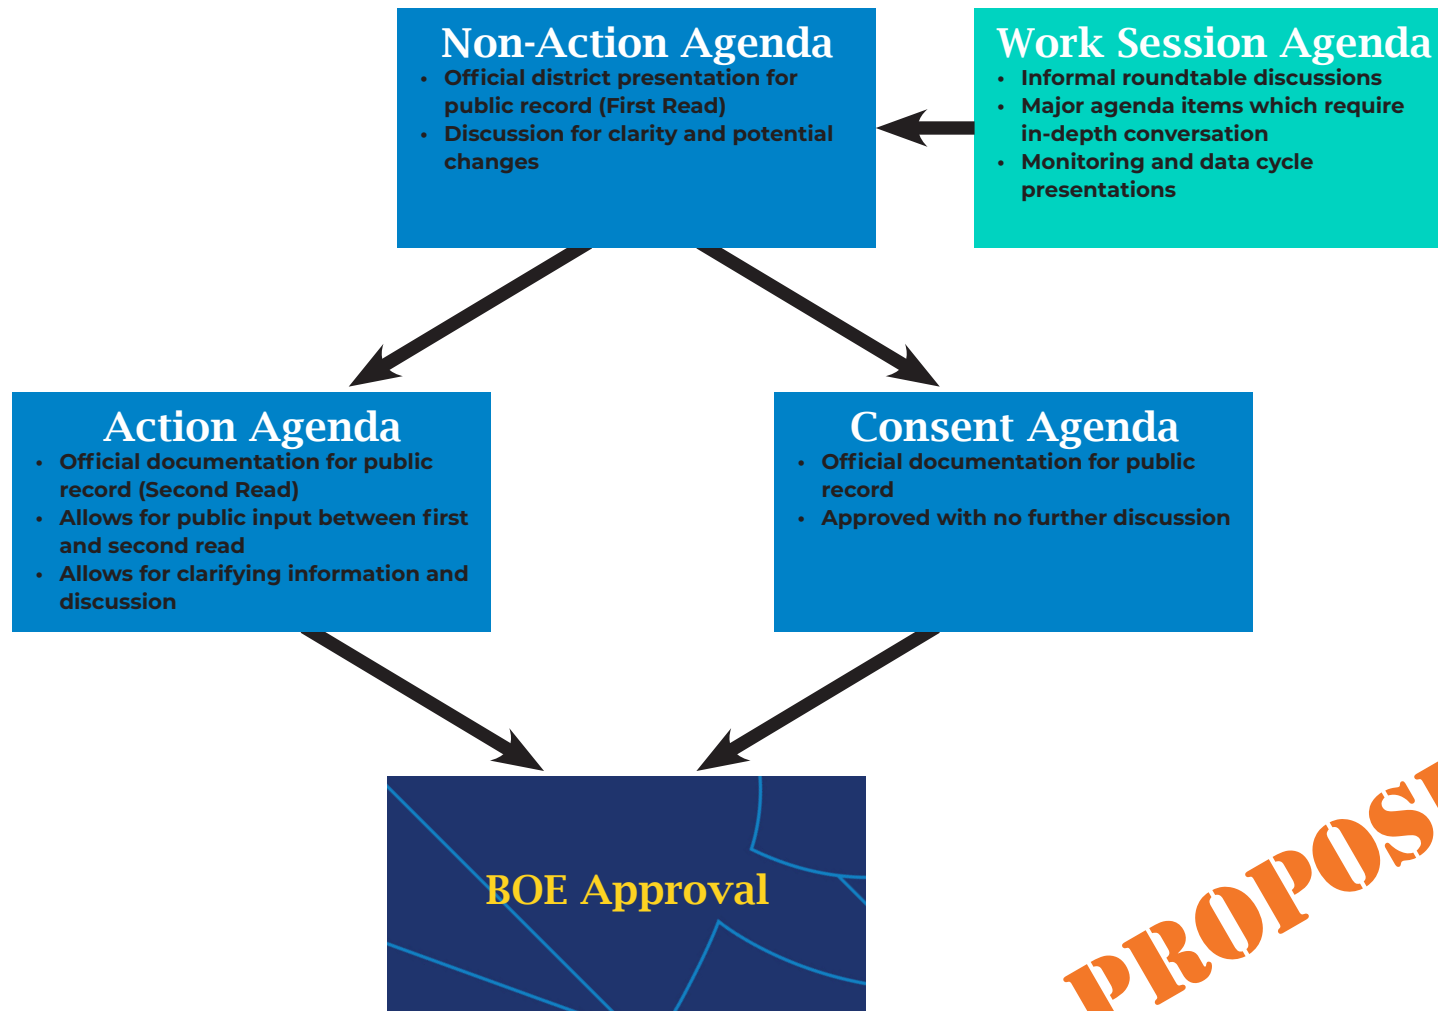 Non-Action Agenda
• Official district presentation for
public record (First Read)
• Discussion for clarity and potential
changes
Work Session Agenda
• Informal roundtable discussions
• Major agenda items which require
in-depth conversation
• Monitoring and data cycle
presentations
Action Agenda
• Official documentation for public
record (Second Read)
• Allows for public input between first
and second read
• Allows for clarifying information and
discussion
Consent Agenda
• Official documentation for public
record
• Approved with no further discussion
BOE Approval